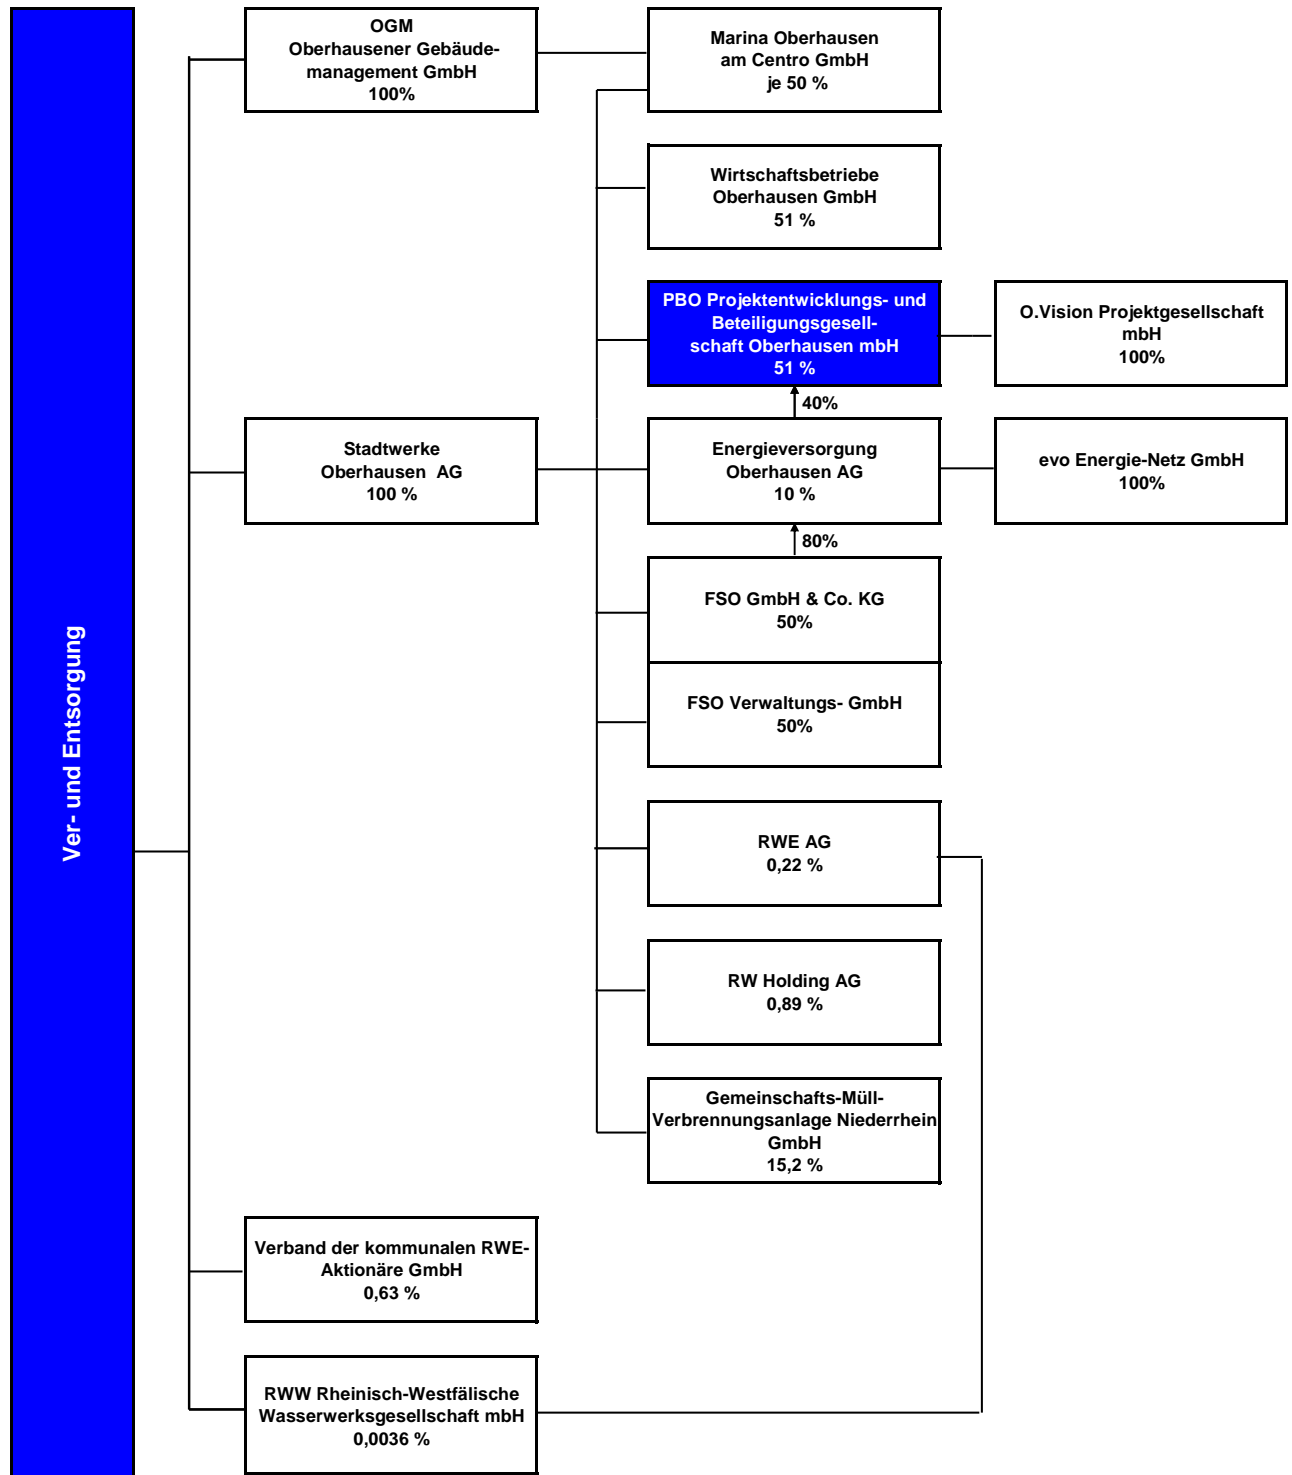 Ver- und Entsorgung
OGM
Oberhausener Gebäude-
management GmbH
100%
Marina Oberhausen
am Centro GmbH
je 50 %
Wirtschaftsbetriebe
Oberhausen GmbH
51 %
PBO Projektentwicklungs- und
Beteiligungsgesell-
schaft Oberhausen mbH
51 %
O.Vision Projektgesellschaft
mbH
100%
40%
Stadtwerke
Oberhausen AG
100 %
Energieversorgung
Oberhausen AG
10 %
evo Energie-Netz GmbH
100%
80%
FSO GmbH & Co. KG
50%
FSO Verwaltungs- GmbH
50%
RWE AG
0,22 %
RW Holding AG
0,89 %
Gemeinschafts-Müll-
Verbrennungsanlage Niederrhein
GmbH
15,2 %
Verband der kommunalen RWE-
Aktionäre GmbH
0,63 %
RWW Rheinisch-Westfälische
Wasserwerksgesellschaft mbH
0,0036 %